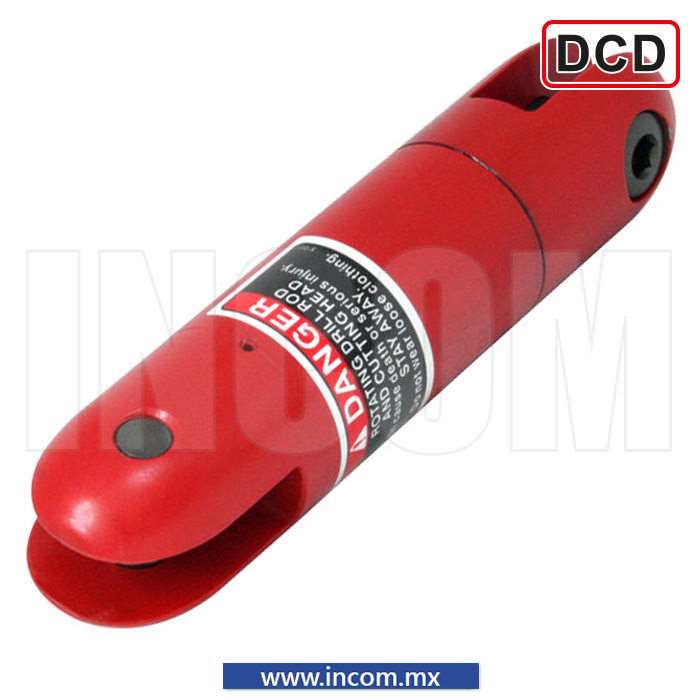 DCD
INCOM
DANGER
ROTATING DRILL ROD
AND CUTTING HEAD
cause death or serious injury.
STAY AWAY.
Do not wear loose clothing.
www.incom.mx